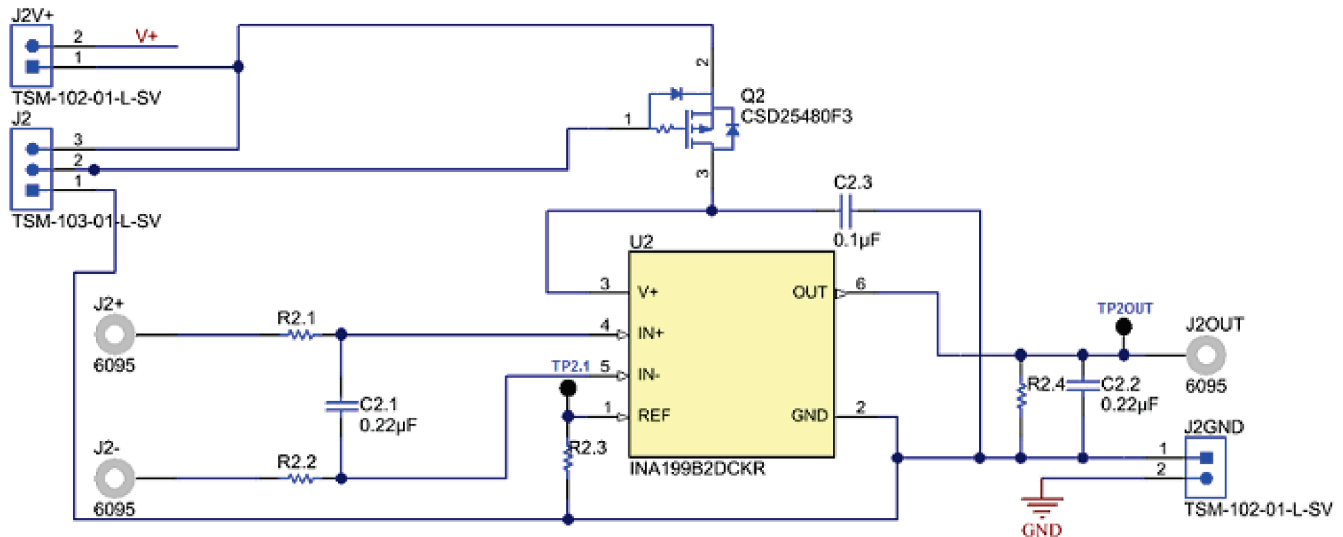 J2V+
2
V+
1
TSM-102-01-L-SV
J2
3
2
1
TSM-103-01-L-SV
2
Q2
CSD25480F3
1
3
C2.3
0.1µF
U2
3
V+
OUT
6
4
IN+
5
IN-
1
REF
GND
2
INA199B2DCKR
J2+
6095
R2.1
C2.1
0.22µF
J2-
6095
R2.2
TP2.1
R2.3
TP2OUT
J2OUT
6095
R2.4
C2.2
0.22µF
J2GND
1
2
TSM-102-01-L-SV
GND